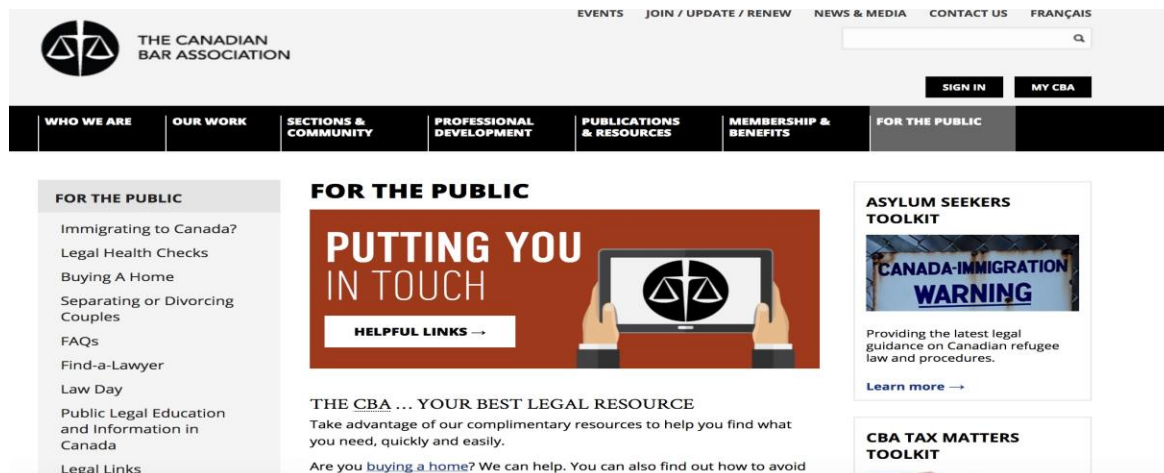 EVENTS JOIN / UPDATE / RENEW NEWS & MEDIA CONTACT US FRANÇAIS
THE CANADIAN
BAR ASSOCIATION
SIGN IN MY CBA
WHO WE ARE
OUR WORK
SECTIONS &
COMMUNITY
PROFESSIONAL
DEVELOPMENT
PUBLICATIONS
& RESOURCES
MEMBERSHIP &
BENEFITS
FOR THE PUBLIC
FOR THE PUBLIC
Immigrating to Canada?
Legal Health Checks
Buying A Home
Separating or Divorcing
Couples
FAQs
Find-a-Lawyer
Law Day
Public Legal Education
and Information in
Canada
Legal Links
FOR THE PUBLIC
PUTTING YOU
IN TOUCH
HELPFUL LINKS →
THE CBA ... YOUR BEST LEGAL RESOURCE
Take advantage of our complimentary resources to help you find what
you need, quickly and easily.
Are you buying a home? We can help. You can also find out how to avoid
ASYLUM SEEKERS
TOOLKIT
CANADA-IMMIGRATION
WARNING
Providing the latest legal
guidance on Canadian refugee
law and procedures.
Learn more →
CBA TAX MATTERS
TOOLKIT